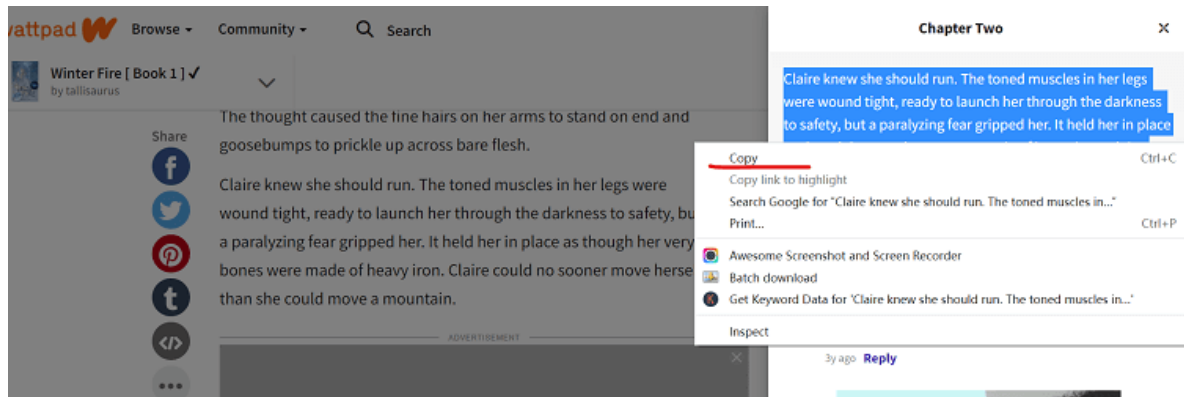 wattpad
Browse
Community
Search
Winter Fire [ Book 1 ] ✓
by tallisaurus
Share
The thought caused the fine hairs on her arms to stand on end and
goosebumps to prickle up across bare flesh.
Claire knew she should run. The toned muscles in her legs were
wound tight, ready to launch her through the darkness to safety, bu
a paralyzing fear gripped her. It held her in place as though her very
bones were made of heavy iron. Claire could no sooner move herse
than she could move a mountain.
ADVERTISEMENT
Chapter Two
Claire knew she should run. The toned muscles in her legs
were wound tight, ready to launch her through the darkness
to safety, but a paralyzing fear gripped her. It held her in place
Copy Ctrl+C
Copy link to highlight
Search Google for "Claire knew she should run. The toned muscles in..."
Print... Ctrl+P
Awesome Screenshot and Screen Recorder
Batch download
Get Keyword Data for 'Claire knew she should run. The toned muscles in...'
Inspect
3y ago Reply